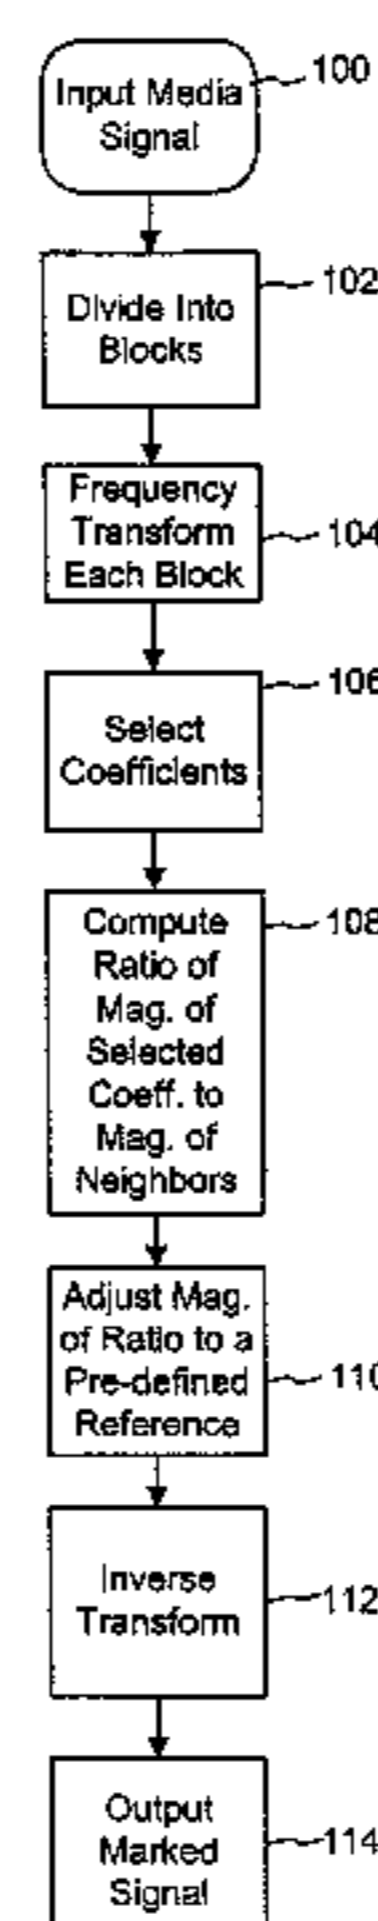 Input Media
Signal
100
Divide Into
Blocks
102
Frequency
Transform
Each Block
104
Select
Coefficients
106
Compute
Ratio of
Mag. of
Selected
Coeff. to
Mag. of
Neighbors
108
Adjust Mag.
of Ratio to a
Pre-defined
Reference
110
Inverse
Transform
112
Output
Marked
Signal
114